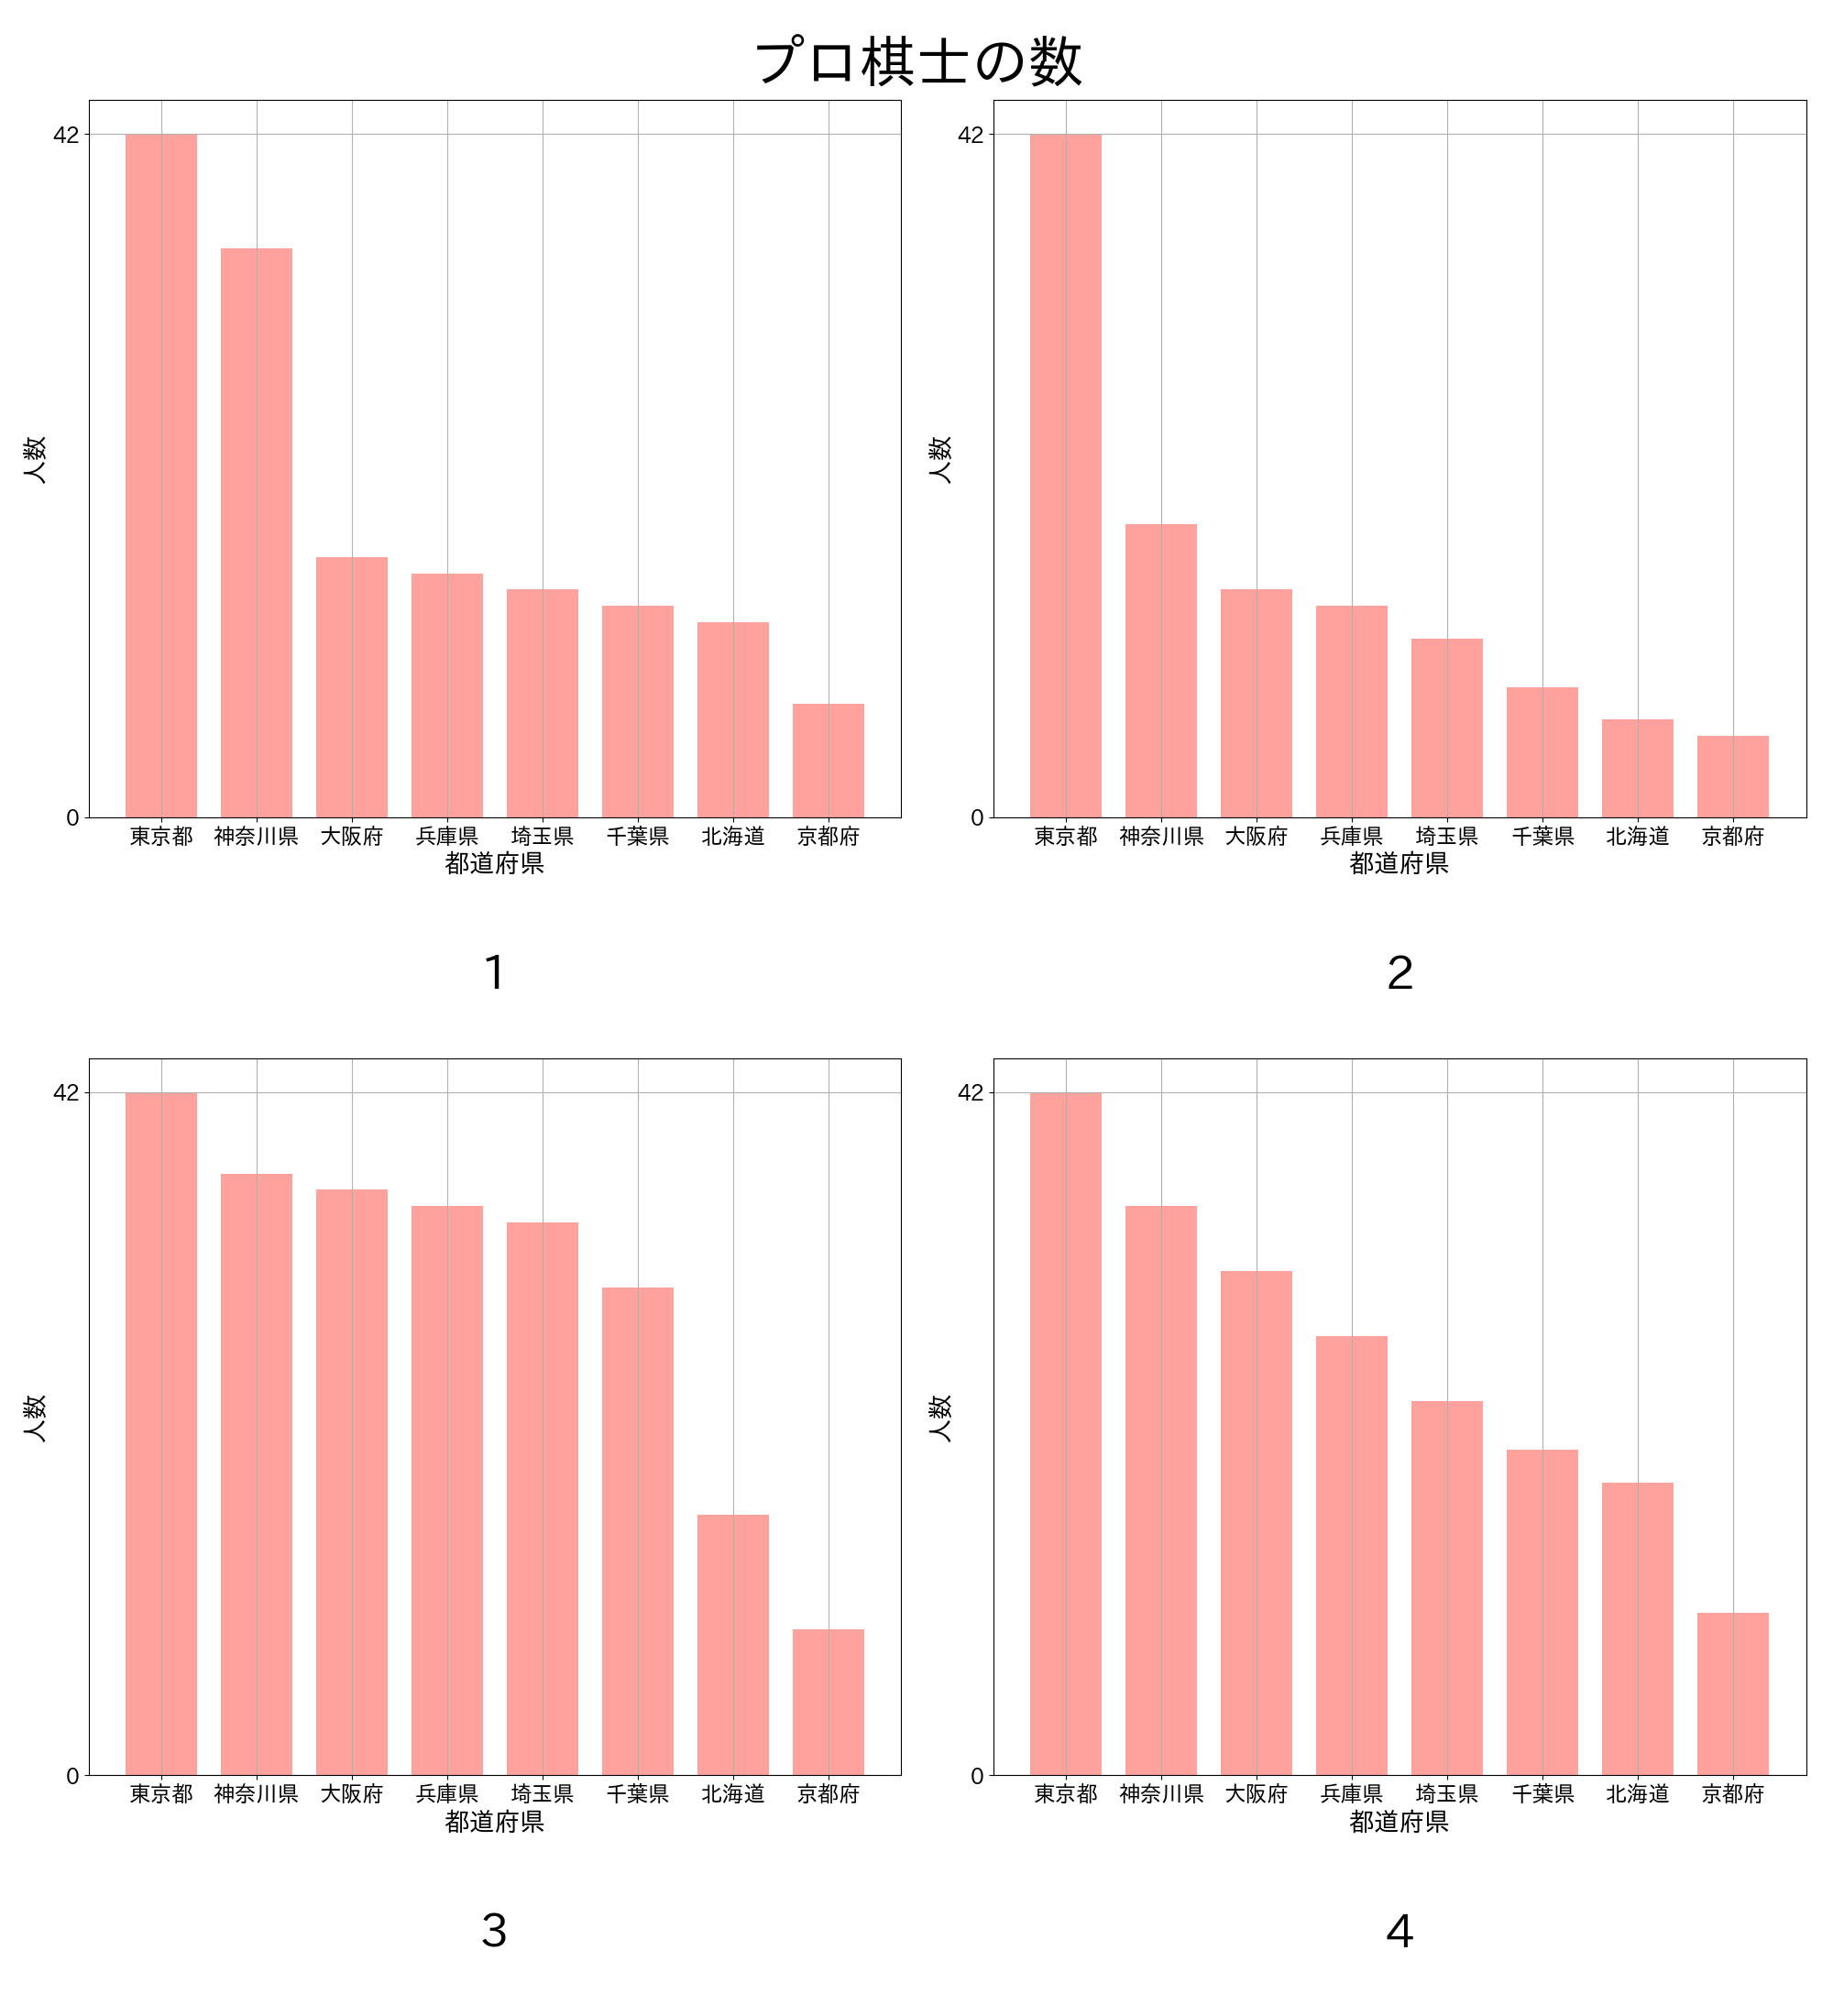 プロ棋士の数
42
0
人数
東京都 神奈川県 大阪府 兵庫県 埼玉県 千葉県 北海道 京都府
都道府県
1
42
0
人数
東京都 神奈川県 大阪府 兵庫県 埼玉県 千葉県 北海道 京都府
都道府県
2
42
0
人数
東京都 神奈川県 大阪府 兵庫県 埼玉県 千葉県 北海道 京都府
都道府県
3
42
0
人数
東京都 神奈川県 大阪府 兵庫県 埼玉県 千葉県 北海道 京都府
都道府県
4